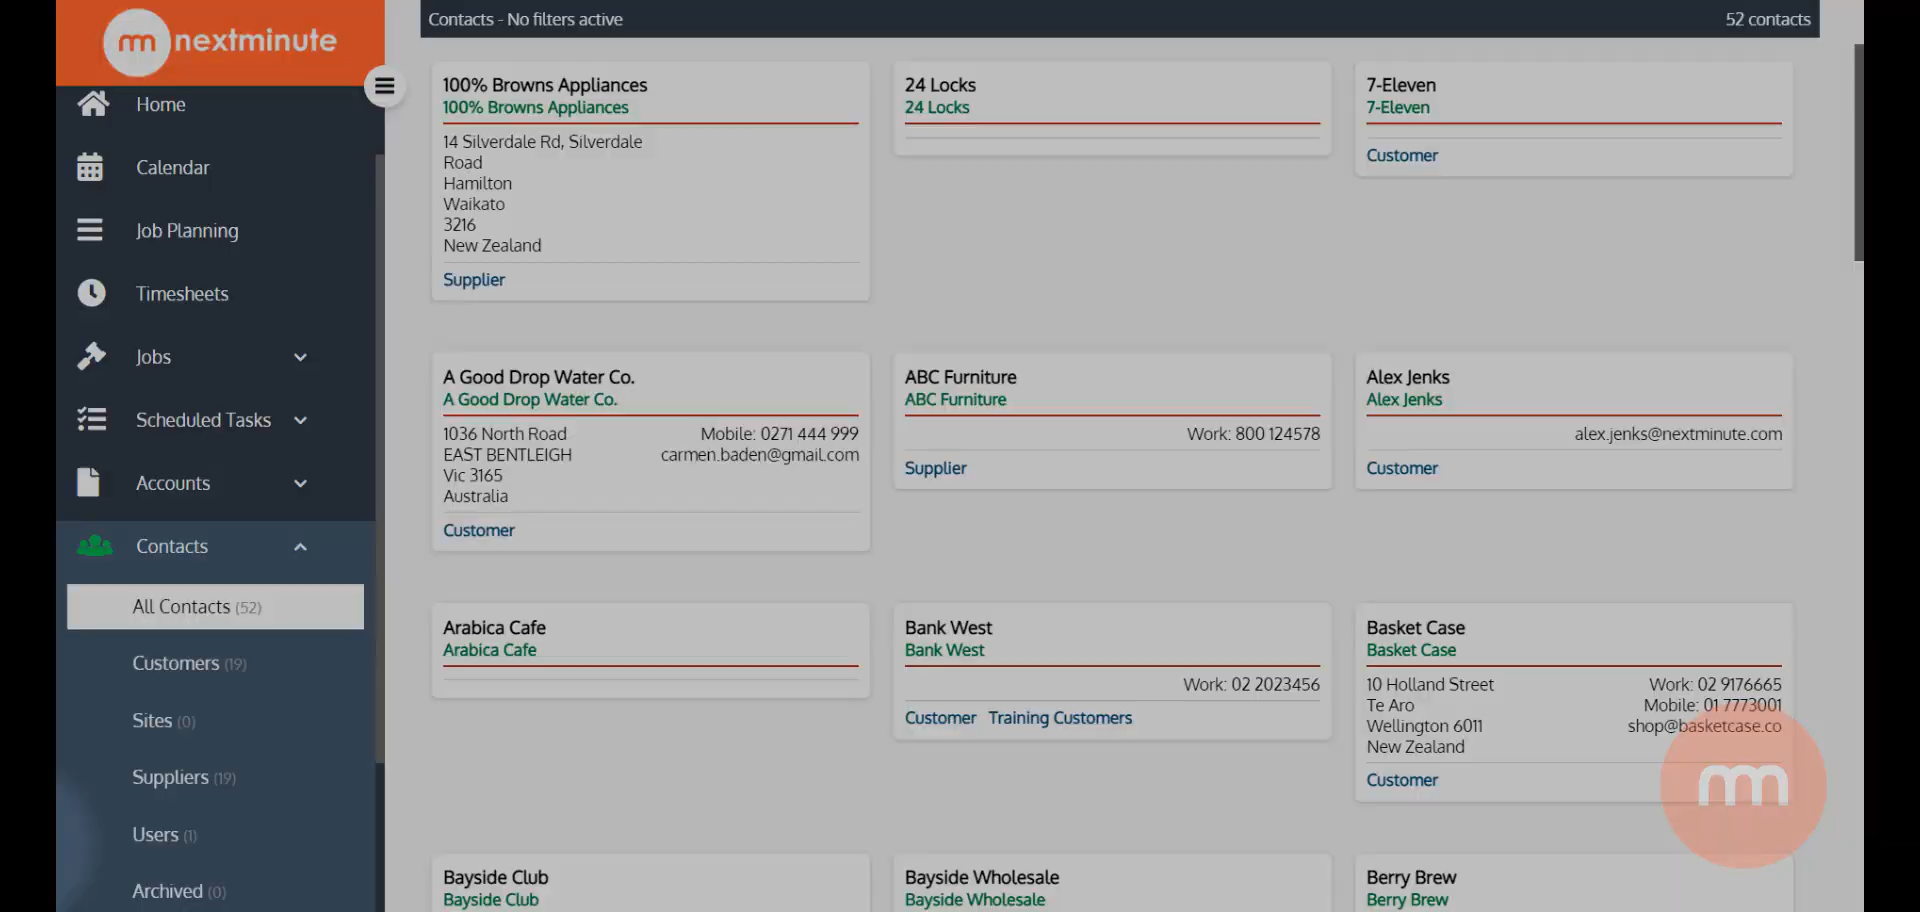 nextminute
Home
Calendar
Job Planning
Timesheets
Jobs
Scheduled Tasks
Accounts
Contacts
All Contacts (52)
Customers (19)
Sites (0)
Suppliers (19)
Users (1)
Archived (0)
Contacts - No filters active
52 contacts
100% Browns Appliances
100% Browns Appliances
14 Silverdale Rd, Silverdale
Road
Hamilton
Waikato
3216
New Zealand
Supplier
24 Locks
24 Locks
7-Eleven
7-Eleven
Customer
A Good Drop Water Co.
A Good Drop Water Co.
1036 North Road
EAST BENTLEIGH
Vic 3165
Australia
Mobile: 0271 444 999
carmen.baden@gmail.com
Customer
ABC Furniture
ABC Furniture
Work: 800 124578
Supplier
Alex Jenks
Alex Jenks
alex.jenks@nextminute.com
Customer
Arabica Cafe
Arabica Cafe
Bank West
Bank West
Work: 02 2023456
Customer Training Customers
Basket Case
Basket Case
10 Holland Street
Te Aro
Wellington 6011
New Zealand
Work: 02 9176665
Mobile: 01 7773001
shop@basketcase.co
Customer
Bayside Club
Bayside Club
Bayside Wholesale
Bayside Wholesale
Berry Brew
Berry Brew